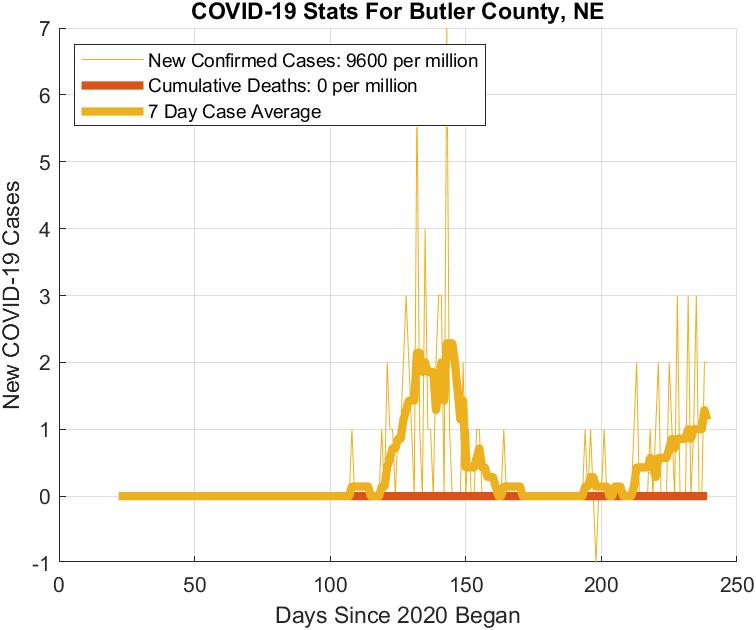 COVID-19 Stats For Butler County, NE
7
6
5
4
3
2
1
0
-1
New COVID-19 Cases
New Confirmed Cases: 9600 per million
Cumulative Deaths: 0 per million
7 Day Case Average
0 50 100 150 200 250
Days Since 2020 Began